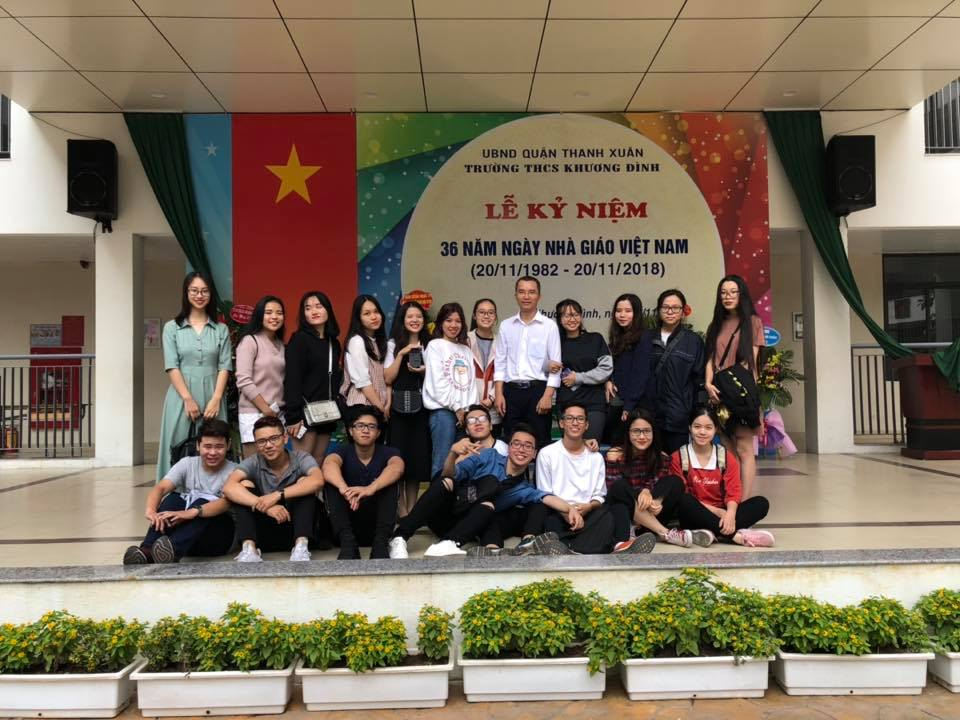 UBND QUẬN THANH XUÂN
TRƯỜNG THCS KHƯƠNG ĐÌNH
LỄ KỶ NIỆM
36 NĂM NGÀY NHÀ GIÁO VIỆT NAM
(20/11/1982 - 20/11/2018)